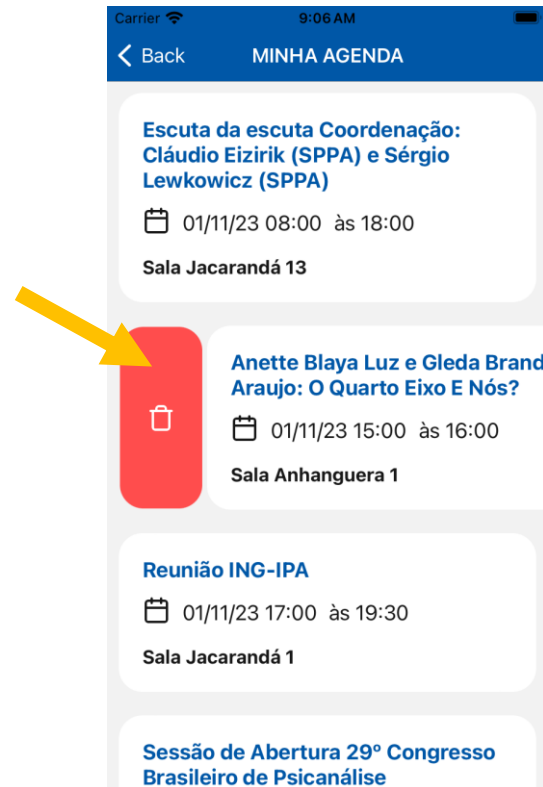 Carrier 9:06 AM
Back MINHA AGENDA
Escuta da escuta Coordenação:
Cláudio Eizirik (SPPA) e Sérgio
Lewkowicz (SPPA)
01/11/23 08:00 às 18:00
Sala Jacarandá 13
Anette Blaya Luz e Gleda Brand
Araujo: O Quarto Eixo E Nós?
01/11/23 15:00 às 16:00
Sala Anhanguera 1
Reunião ING-IPA
01/11/23 17:00 às 19:30
Sala Jacarandá 1
Sessão de Abertura 29º Congresso
Brasileiro de Psicanálise